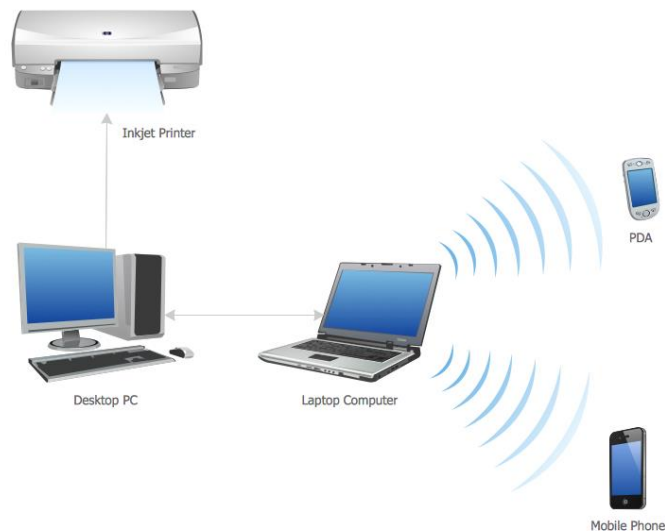 Inkjet Printer
PDA
Desktop PC
Laptop Computer
Mobile Phone